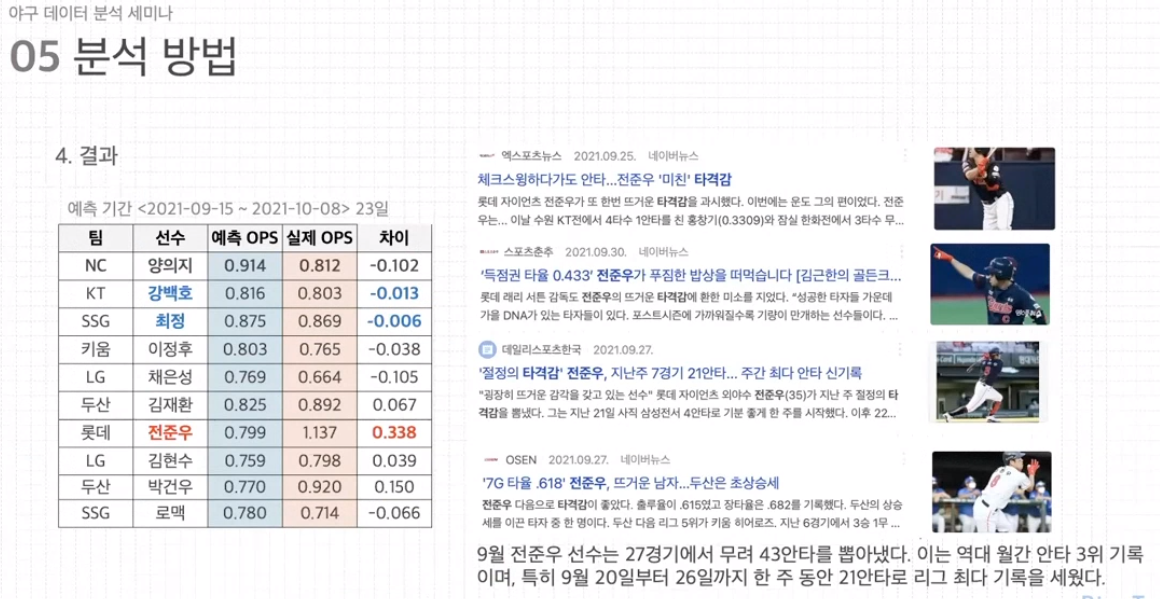 야구 데이터 분석 세미나
05 분석 방법
4. 결과
예측 기간 <2021-09-15 ~ 2021-10-08> 23일
팀 선수 예측 OPS 실제 OPS 차이
NC 양의지 0.914 0.812 -0.102
KT 강백호 0.816 0.803 -0.013
SSG 최정 0.875 0.869 -0.006
키움 이정후 0.803 0.765 -0.038
LG 채은성 0.769 0.664 -0.105
두산 김재환 0.825 0.892 0.067
롯데 전준우 0.799 1.137 0.338
LG 김현수 0.759 0.798 0.039
두산 박건우 0.770 0.920 0.150
SSG 로맥 0.780 0.714 -0.066
엑스포츠뉴스 2021.09.25. 네이버뉴스
체크스윙하다가도 안타...전준우 '미친' 타격감
롯데 자이언츠 전준우가 또 한번 뜨거운 타격감을 과시했다. 이번에는 운도 그의 편이었다. 전준
우는... 이날 수원 KT전에서 4타수 1안타를 친 홍창기(0.3309)와 잠실 한화전에서 3타수 무...
스포츠춘추 2021.09.30. 네이버뉴스
'득점권 타율 0.433' 전준우가 푸짐한 밥상을 떠먹습니다 [김근한의 골든크...
롯데 래리 서튼 감독도 전준우의 뜨거운 타격감에 환한 미소를 지었다. "성공한 타자들 가운데
가을 DNA가 있는 타자들이 있다. 포스트시즌에 가까워질수록 기량이 만개하는 선수들이다. ...
데일리스포츠한국 2021.09.27.
'절정의 타격감' 전준우, 지난주 7경기 21안타... 주간 최다 안타 신기록
"굉장히 뜨거운 감각을 갖고 있는 선수" 롯데 자이언츠 외야수 전준우(35)가 지난 주 절정의 타
격감을 뽐냈다. 그는 지난 21일 사직 삼성전서 4안타로 기분 좋게 한 주를 시작했다. 이후 22...
OSEN 2021.09.27. 네이버뉴스
'7G 타율 .618' 전준우, 뜨거운 남자...두산은 초상승세
전준우 다음으로 타격감이 좋았다. 출루율이 .615였고 장타율은 .682를 기록했다. 두산의 상승
세를 이끈 타자 중 한 명이다. 두산 다음 리그 5위가 키움 히어로즈. 지난 6경기에서 3승 1무 ...
9월 전준우 선수는 27경기에서 무려 43안타를 뽑아냈다. 이는 역대 월간 안타 3위 기록
이며, 특히 9월 20일부터 26일까지 한 주 동안 21안타로 리그 최다 기록을 세웠다.